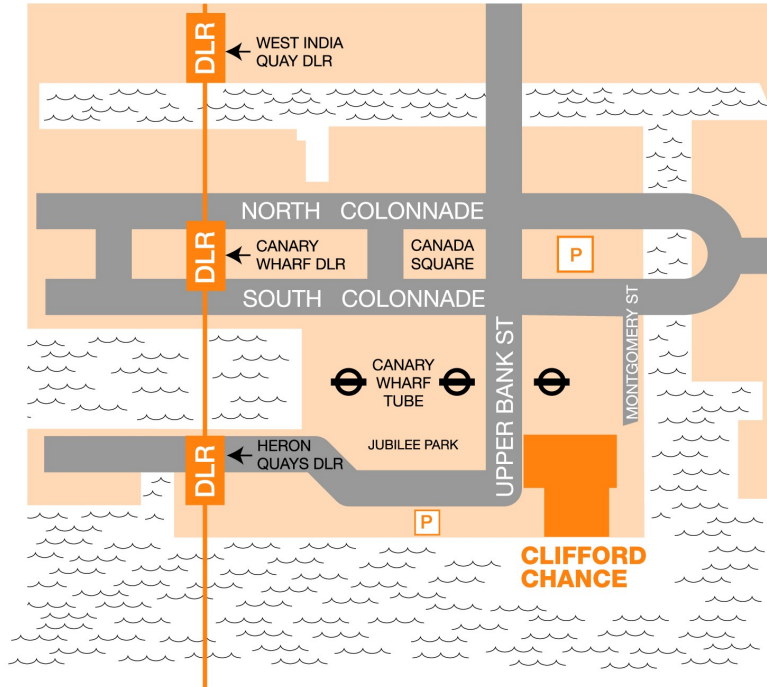 DLR
WEST INDIA
QUAY DLR
NORTH COLONNADE
DLR
CANARY
WHARF DLR
CANADA
SQUARE
P
SOUTH COLONNADE
MONTGOMERY ST
UPPER BANK ST
CANARY
WHARF
TUBE
DLR
HERON
QUAYS DLR
JUBILEE PARK
P
CLIFFORD
CHANCE